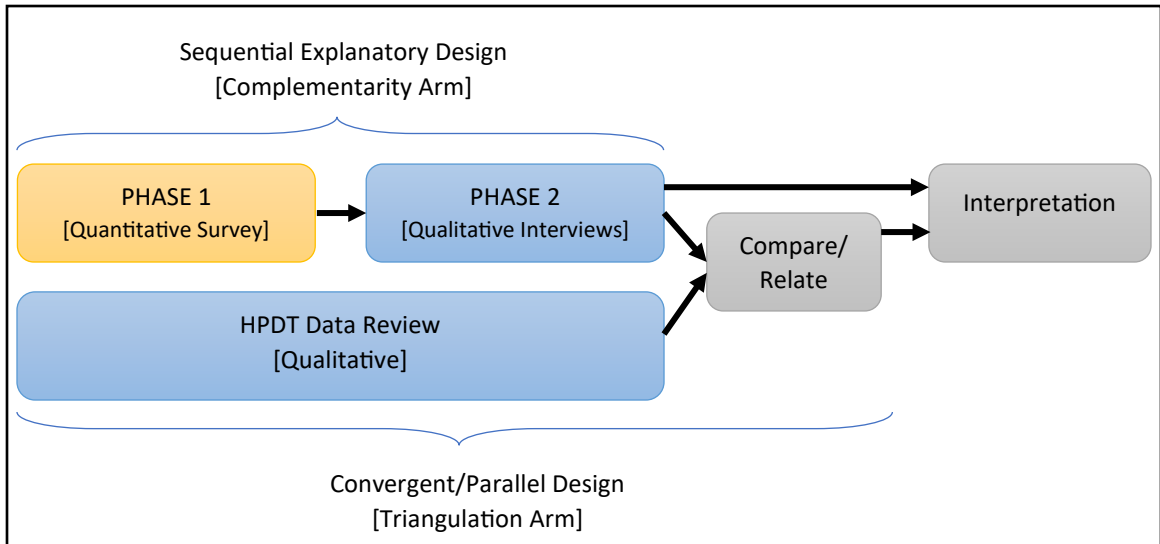 Sequential Explanatory Design
[Complementarity Arm]
PHASE 1
[Quantitative Survey]
PHASE 2
[Qualitative Interviews]
Interpretation
Compare/
Relate
HPDT Data Review
[Qualitative]
Convergent/Parallel Design
[Triangulation Arm]